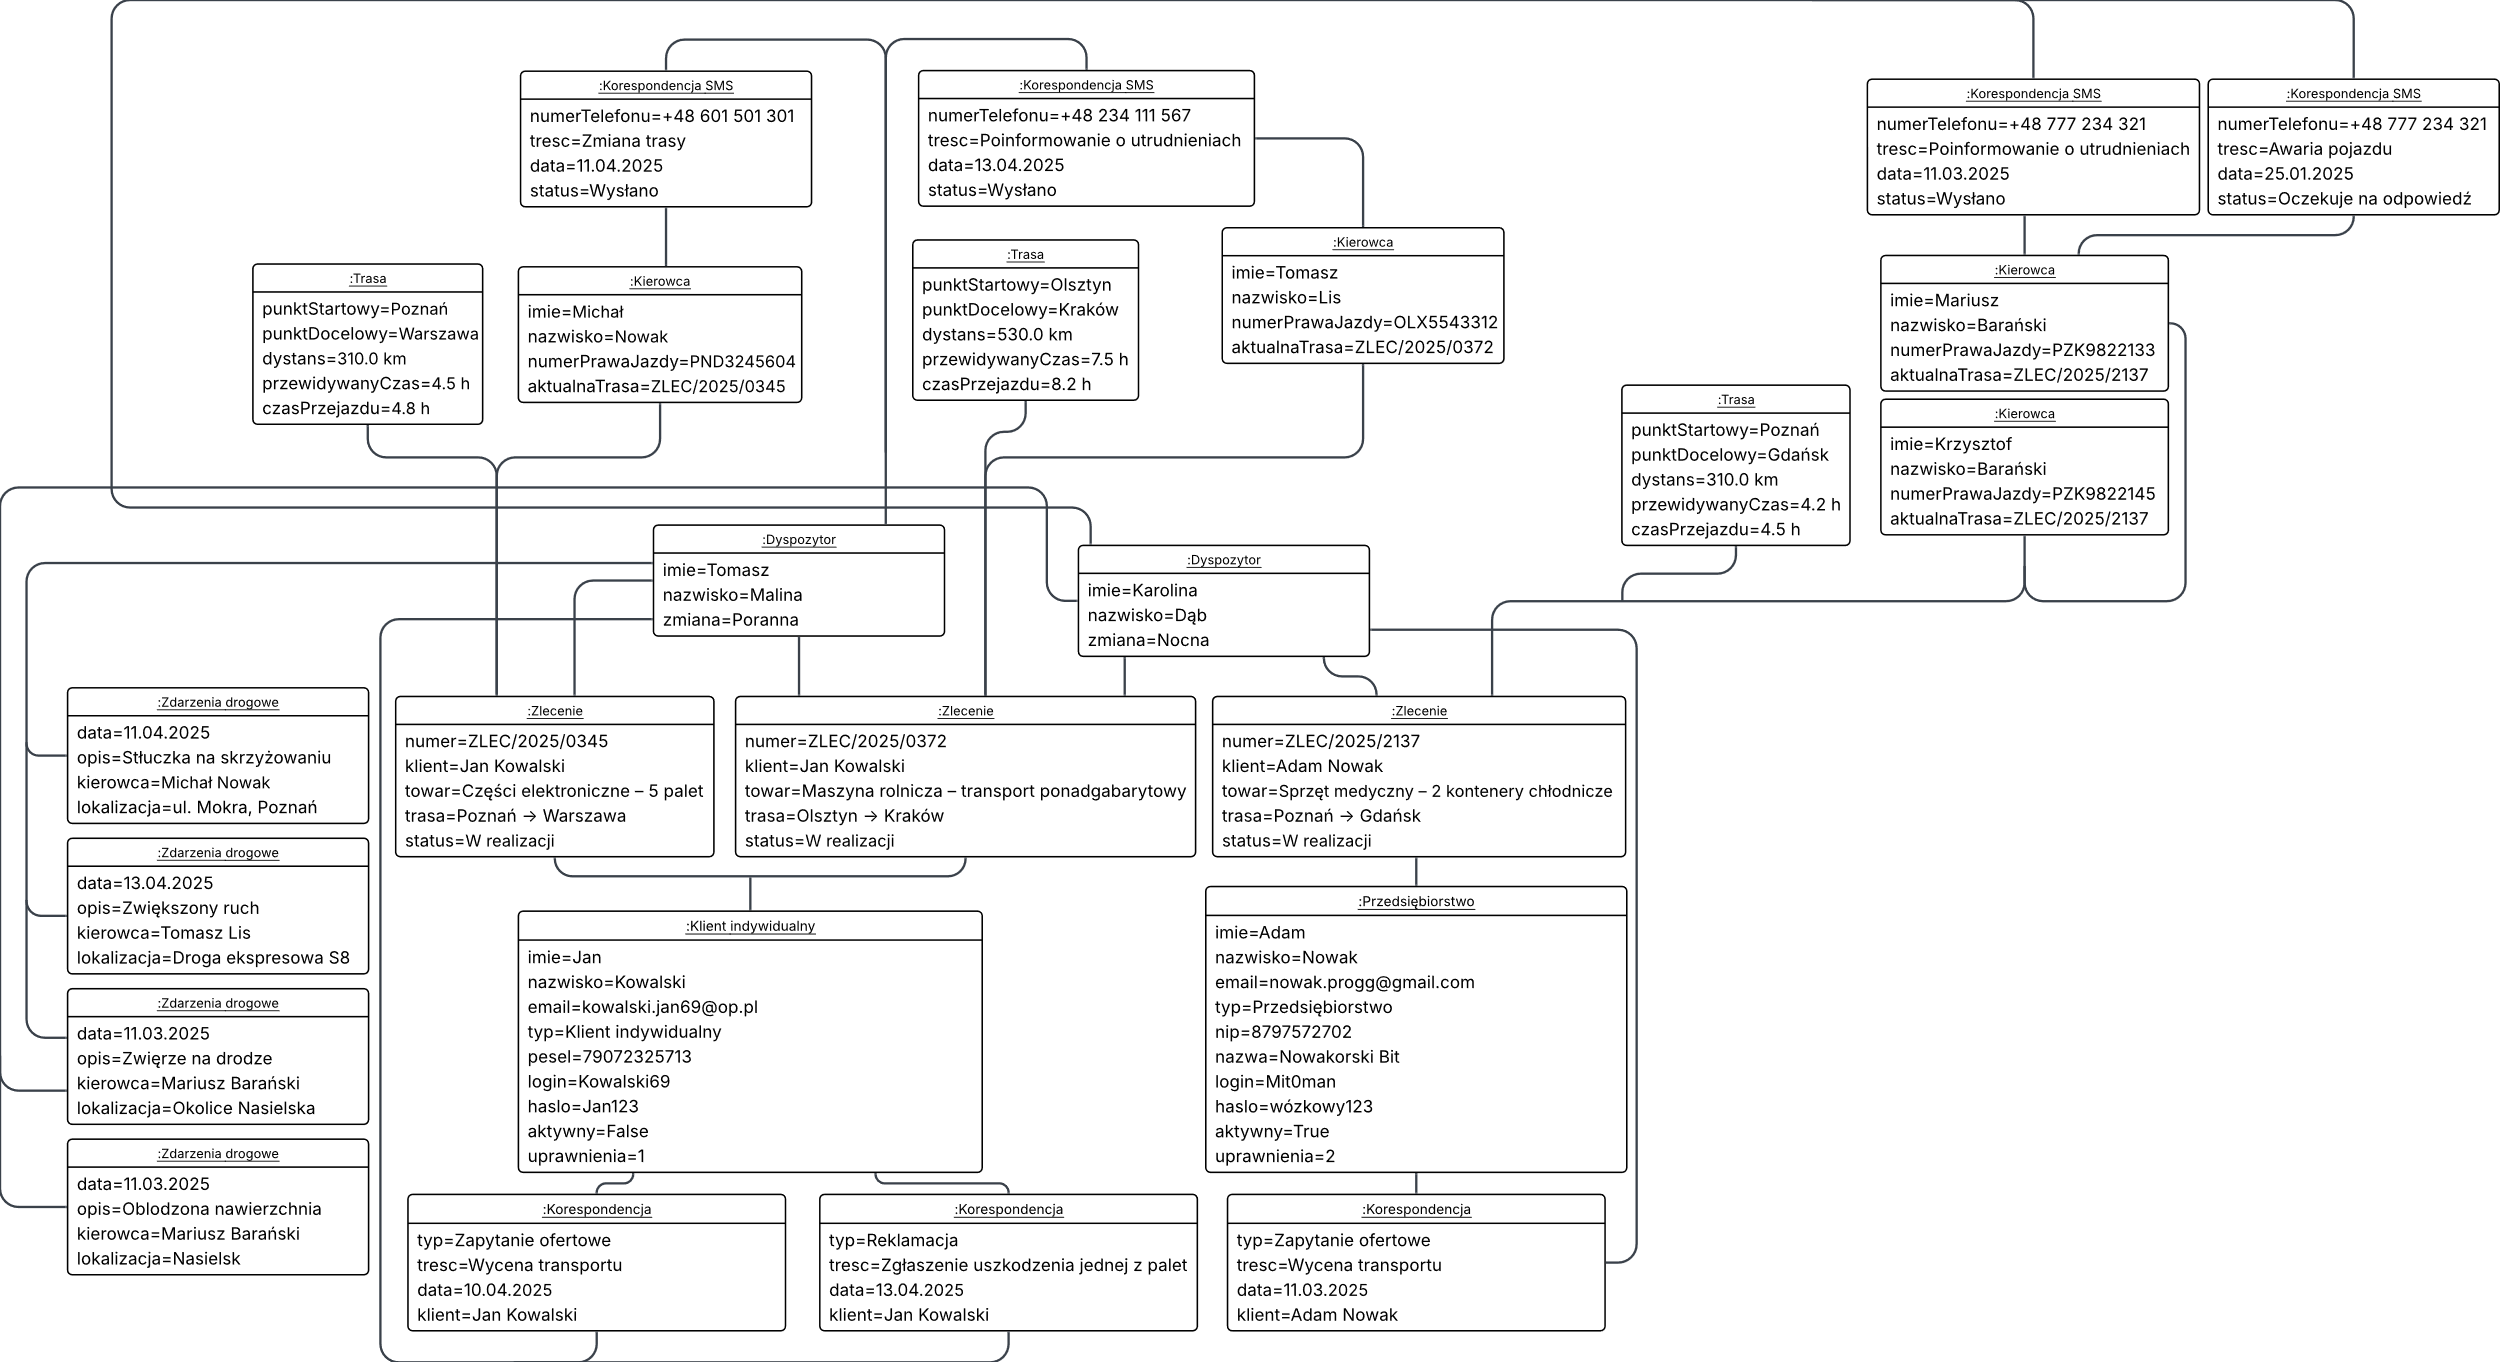 :Korespondencja SMS
numerTelefonu=+48 601 501 301
tresc=Zmiana trasy
data=11.04.2025
status=Wysłano
:Korespondencja SMS
numerTelefonu=+48 234 111 567
tresc=Poinformowanie o utrudnieniach
data=13.04.2025
status=Wysłano
:Korespondencja SMS
numerTelefonu=+48 777 234 321
tresc=Poinformowanie o utrudnieniach
data=11.03.2025
status=Wysłano
:Korespondencja SMS
numerTelefonu=+48 777 234 321
tresc=Awaria pojazdu
data=25.01.2025
status=Oczekuje na odpowiedź
:Trasa
punktStartowy=Poznań
punktDocelowy=Warszawa
dystans=310.0 km
przewidywanyCzas=4.5 h
czasPrzejazdu=4.8 h
:Kierowca
imie=Michał
nazwisko=Nowak
numerPrawaJazdy=PND3245604
aktualnaTrasa=ZLEC/2025/0345
:Trasa
punktStartowy=Olsztyn
punktDocelowy=Kraków
dystans=530.0 km
przewidywanyCzas=7.5 h
czasPrzejazdu=8.2 h
:Kierowca
imie=Tomasz
nazwisko=Lis
numerPrawaJazdy=OLX5543312
aktualnaTrasa=ZLEC/2025/0372
:Kierowca
imie=Mariusz
nazwisko=Barański
numerPrawaJazdy=PZK9822133
aktualnaTrasa=ZLEC/2025/2137
:Trasa
punktStartowy=Poznań
punktDocelowy=Gdańsk
dystans=310.0 km
przewidywanyCzas=4.2 h
czasPrzejazdu=4.5 h
:Kierowca
imie=Krzysztof
nazwisko=Barański
numerPrawaJazdy=PZK9822145
aktualnaTrasa=ZLEC/2025/2137
:Dyspozytor
imie=Tomasz
nazwisko=Malina
zmiana=Poranna
:Dyspozytor
imie=Karolina
nazwisko=Dąb
zmiana=Nocna
:Zdarzenia drogowe
data=11.04.2025
opis=Stłuczka na skrzyżowaniu
kierowca=Michał Nowak
lokalizacja=ul. Mokra, Poznań
:Zdarzenia drogowe
data=13.04.2025
opis=Zwiększony ruch
kierowca=Tomasz Lis
lokalizacja=Droga ekspresowa S8
:Zdarzenia drogowe
data=11.03.2025
opis=Zwięrze na drodze
kierowca=Mariusz Barański
lokalizacja=Okolice Nasielska
:Zdarzenia drogowe
data=11.03.2025
opis=Oblodzona nawierzchnia
kierowca=Mariusz Barański
lokalizacja=Nasielsk
:Zlecenie
numer=ZLEC/2025/0345
klient=Jan Kowalski
towar=Części elektroniczne – 5 palet
trasa=Poznań → Warszawa
status=W realizacji
:Zlecenie
numer=ZLEC/2025/0372
klient=Jan Kowalski
towar=Maszyna rolnicza – transport ponadgabarytowy
trasa=Olsztyn → Kraków
status=W realizacji
:Zlecenie
numer=ZLEC/2025/2137
klient=Adam Nowak
towar=Sprzęt medyczny – 2 kontenery chłodnicze
trasa=Poznań → Gdańsk
status=W realizacji
:Klient indywidualny
imie=Jan
nazwisko=Kowalski
email=kowalski.jan69@op.pl
typ=Klient indywidualny
pesel=79072325713
login=Kowalski69
haslo=Jan123
aktywny=False
uprawnienia=1
:Przedsiębiorstwo
imie=Adam
nazwisko=Nowak
email=nowak.progg@gmail.com
typ=Przedsiębiorstwo
nip=8797572702
nazwa=Nowakorski Bit
login=Mit0man
haslo=wózkowy123
aktywny=True
uprawnienia=2
:Korespondencja
typ=Zapytanie ofertowe
tresc=Wycena transportu
data=10.04.2025
klient=Jan Kowalski
:Korespondencja
typ=Reklamacja
tresc=Zgłaszenie uszkodzenia jednej z palet
data=13.04.2025
klient=Jan Kowalski
:Korespondencja
typ=Zapytanie ofertowe
tresc=Wycena transportu
data=11.03.2025
klient=Adam Nowak